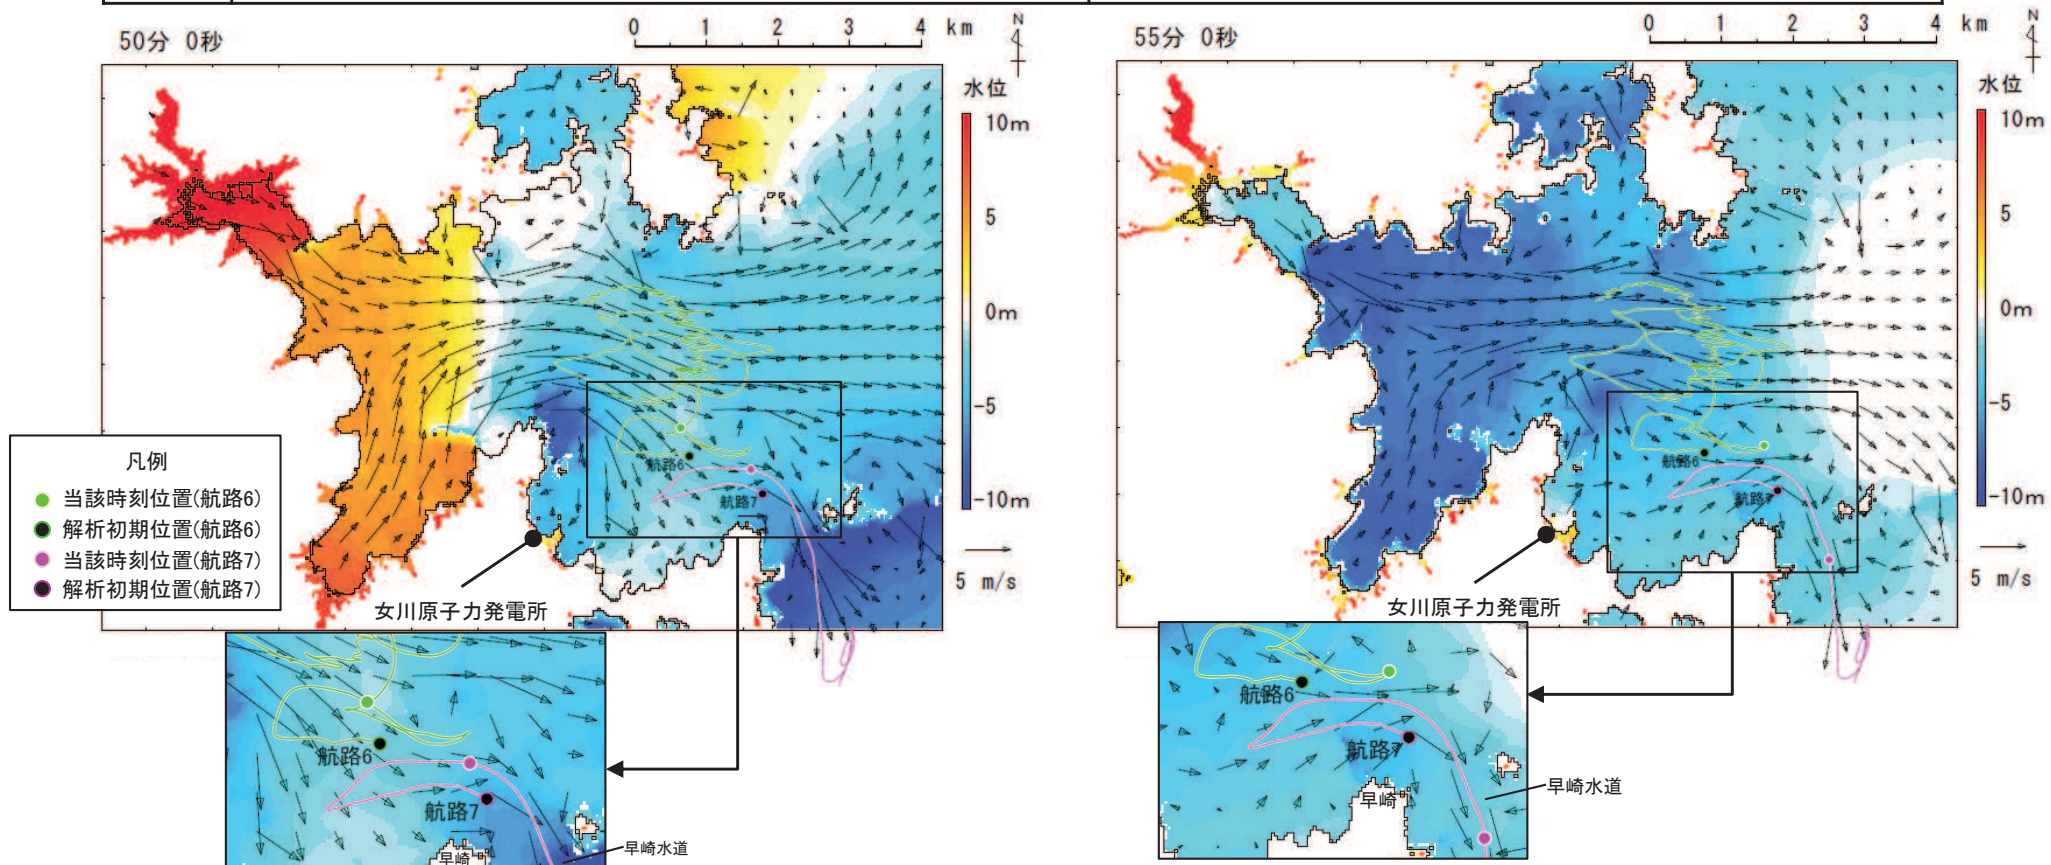 50分 0秒
0 1 2 3 4 km
N
水位
10m
5
0m
-5
-10m
5 m/s
航路6
航路7
女川原子力発電所
凡例
当該時刻位置(航路6)
解析初期位置(航路6)
当該時刻位置(航路7)
解析初期位置(航路7)
航路6
航路7
早崎
早崎水道
55分 0秒
0 1 2 3 4 km
N
水位
10m
5
0m
-5
-10m
5 m/s
航路6
航路7
女川原子力発電所
航路6
航路7
早崎
早崎水道